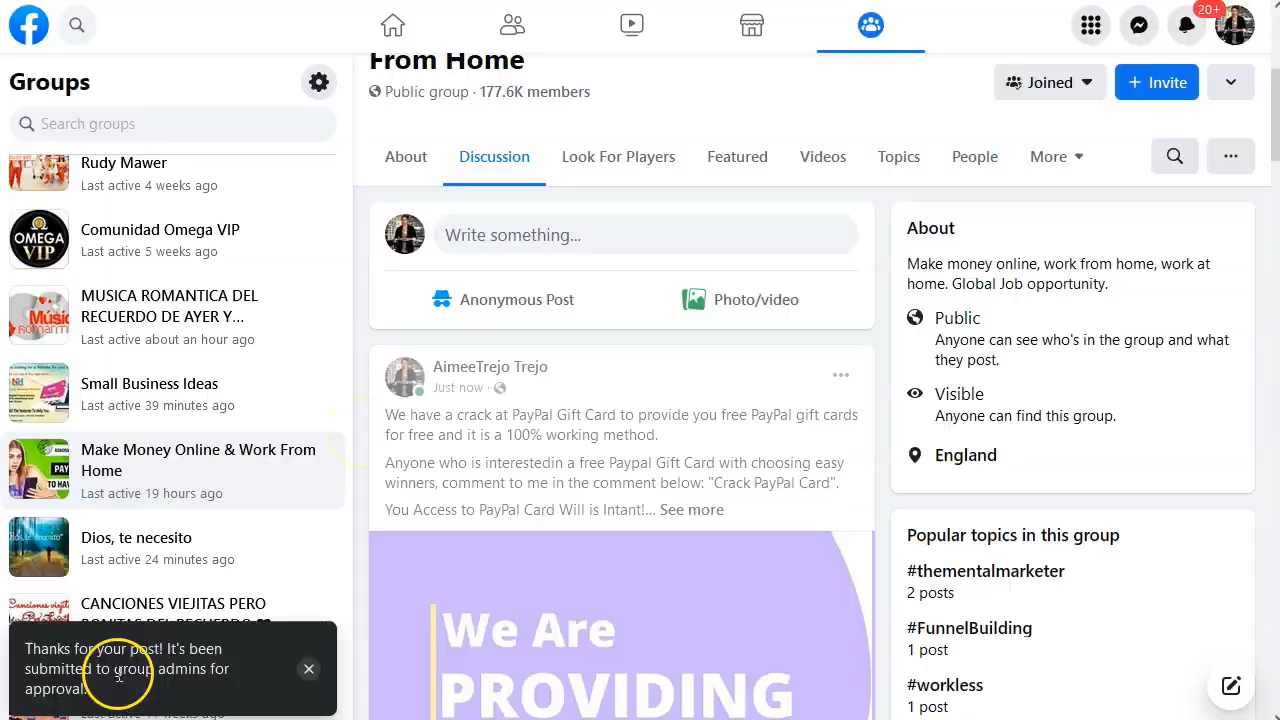 20+
Groups
Search groups
Rudy Mawer
Last active 4 weeks ago
OMEGA
VIP
Comunidad Omega VIP
Last active 5 weeks ago
MUSICA ROMANTICA DEL
RECUERDO DE AYER Y...
Last active about an hour ago
Small Business Ideas
Last active 39 minutes ago
Make Money Online & Work From
Home
Last active 19 hours ago
Dios, te necesito
Last active 24 minutes ago
CANCIONES VIEJITAS PERO
Thanks for your post! It's been
submitted to group admins for
approval.
From Home
Public group · 177.6K members
Joined
+ Invite
About
Discussion
Look For Players
Featured
Videos
Topics
People
More
Write something...
Anonymous Post
Photo/video
AimeeTrejo Trejo
Just now ·
We have a crack at PayPal Gift Card to provide you free PayPal gift cards
for free and it is a 100% working method.
Anyone who is interestedin a free Paypal Gift Card with choosing easy
winners, comment to me in the comment below: "Crack PayPal Card".
You Access to PayPal Card Will is Intant!... See more
We Are
PROVIDING
About
Make money online, work from home, work at
home. Global Job opportunity.
Public
Anyone can see who's in the group and what
they post.
Visible
Anyone can find this group.
England
Popular topics in this group
#thementalmarketer
2 posts
#FunnelBuilding
1 post
#workless
1 post